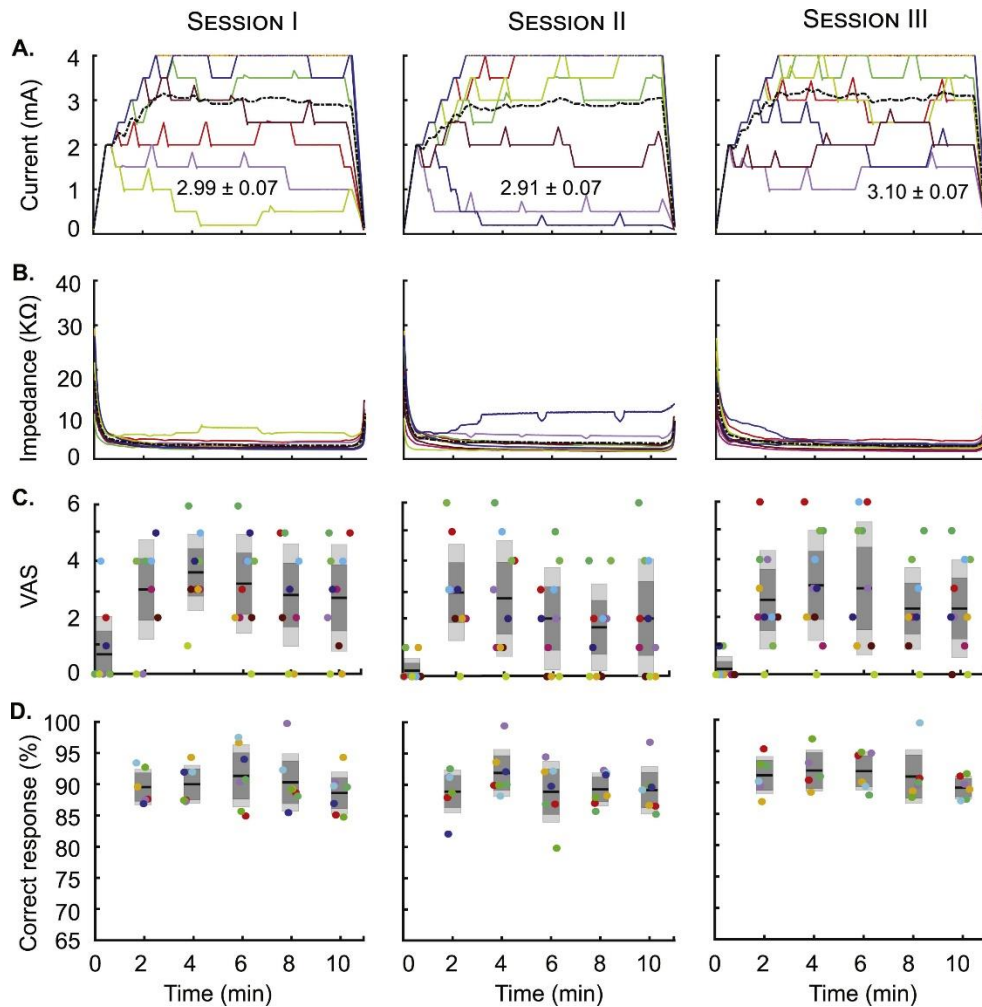 SESSION I SESSION II SESSION III
A.
Current (mA)
4
3
2
1
0
2.99 ± 0.07 2.91 ± 0.07 3.10 ± 0.07
B.
Impedance (KΩ)
40
30
20
10
0
C.
VAS
6
4
2
0
D.
Correct response (%)
100
95
90
85
80
75
70
65
0 2 4 6 8 10 0 2 4 6 8 10 0 2 4 6 8 10
Time (min) Time (min) Time (min)